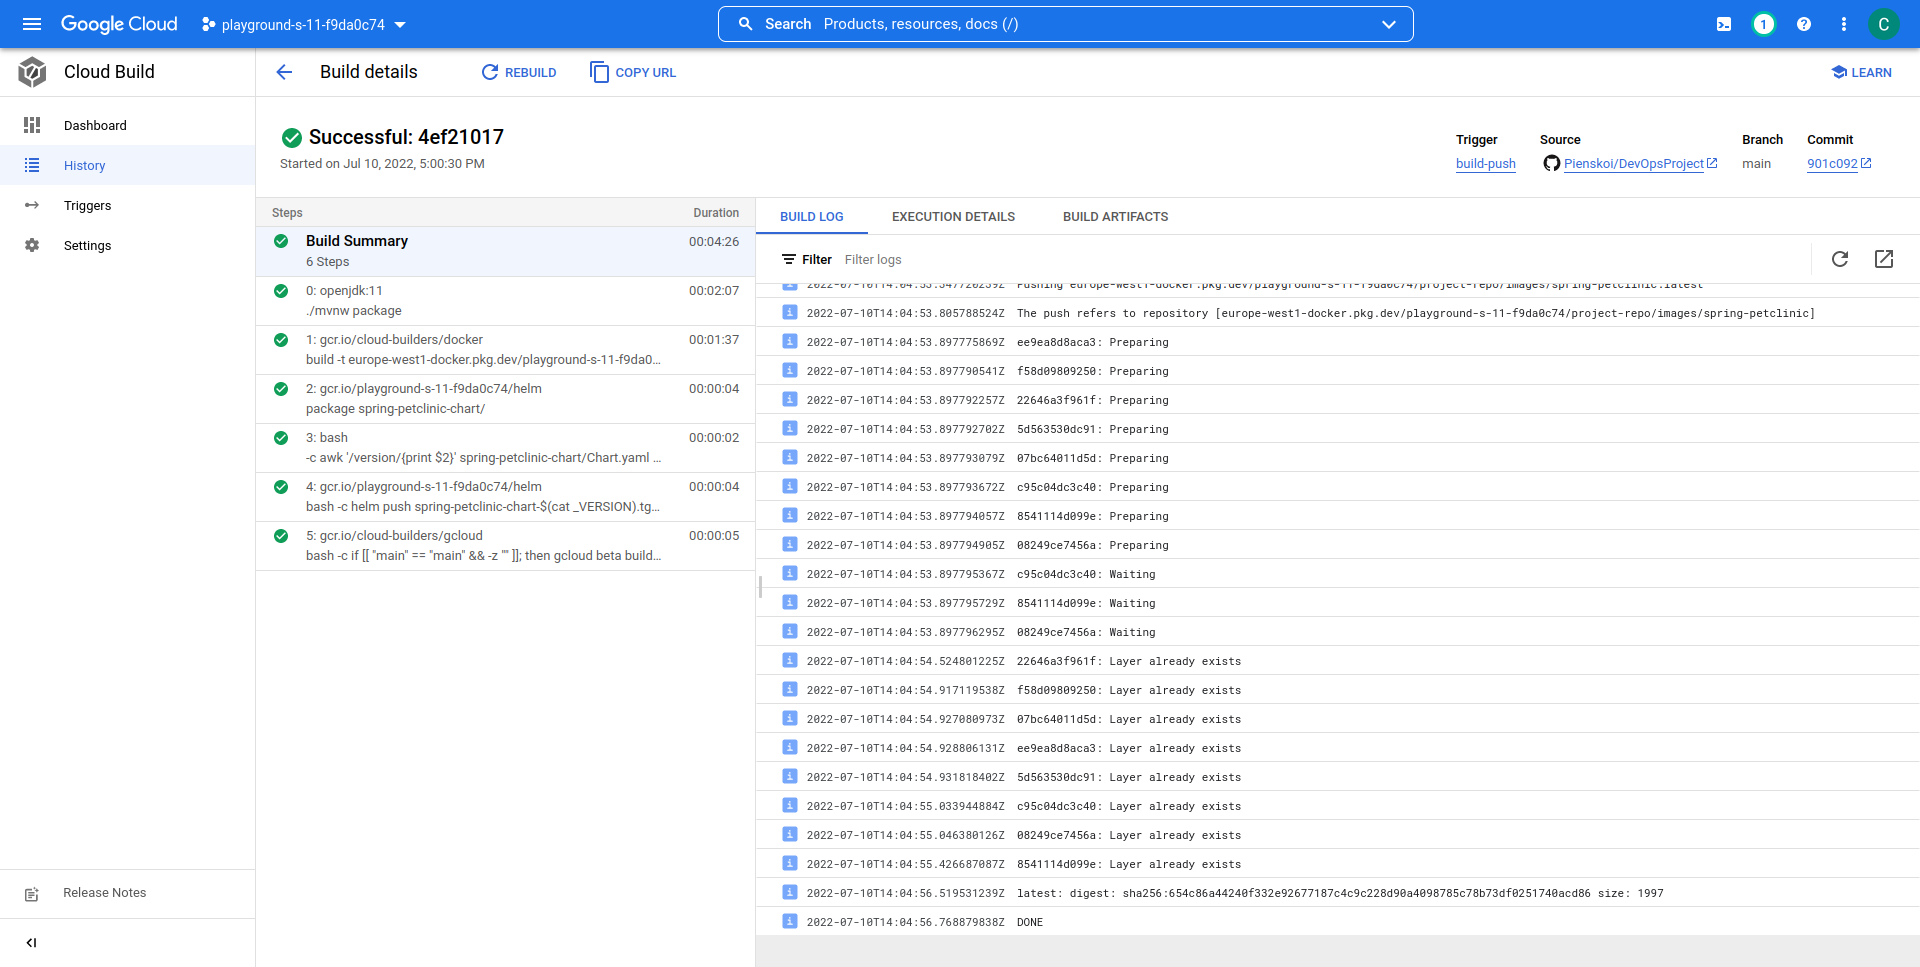 Google Cloud
playground-s-11-f9da0c74
Search Products, resources, docs (/)
1
C
Cloud Build
Build details
REBUILD
COPY URL
LEARN
Dashboard
History
Triggers
Settings
Release Notes
Successful: 4ef21017
Started on Jul 10, 2022, 5:00:30 PM
Trigger
build-push
Source
Pienskoi/DevOpsProject
Branch
main
Commit
901c092
Steps Duration
Build Summary 00:04:26
6 Steps
0: openjdk:11 00:02:07
./mvnw package
1: gcr.io/cloud-builders/docker 00:01:37
build -t europe-west1-docker.pkg.dev/playground-s-11-f9da0...
2: gcr.io/playground-s-11-f9da0c74/helm 00:00:04
package spring-petclinic-chart/
3: bash 00:00:02
-c awk '/version/{print $2}' spring-petclinic-chart/Chart.yaml ...
4: gcr.io/playground-s-11-f9da0c74/helm 00:00:04
bash -c helm push spring-petclinic-chart-$(cat _VERSION).tg...
5: gcr.io/cloud-builders/gcloud 00:00:05
bash -c if [[ "main" == "main" && -z "" ]]; then gcloud beta build...
BUILD LOG EXECUTION DETAILS BUILD ARTIFACTS
Filter Filter logs
2022-07-10T14:04:53.347720239Z Pushing europe-west1-docker.pkg.dev/playground-s-11-f9da0c74/project-repo/images/spring-petclinic:latest
2022-07-10T14:04:53.805788524Z The push refers to repository [europe-west1-docker.pkg.dev/playground-s-11-f9da0c74/project-repo/images/spring-petclinic]
2022-07-10T14:04:53.897775869Z ee9ea8d8aca3: Preparing
2022-07-10T14:04:53.897790541Z f58d09809250: Preparing
2022-07-10T14:04:53.897792257Z 22646a3f961f: Preparing
2022-07-10T14:04:53.897792702Z 5d563530dc91: Preparing
2022-07-10T14:04:53.897793079Z 07bc64011d5d: Preparing
2022-07-10T14:04:53.897793672Z c95c04dc3c40: Preparing
2022-07-10T14:04:53.897794057Z 8541114d099e: Preparing
2022-07-10T14:04:53.897794905Z 08249ce7456a: Preparing
2022-07-10T14:04:53.897795367Z c95c04dc3c40: Waiting
2022-07-10T14:04:53.897795729Z 8541114d099e: Waiting
2022-07-10T14:04:53.897796295Z 08249ce7456a: Waiting
2022-07-10T14:04:54.524801225Z 22646a3f961f: Layer already exists
2022-07-10T14:04:54.917119538Z f58d09809250: Layer already exists
2022-07-10T14:04:54.927080973Z 07bc64011d5d: Layer already exists
2022-07-10T14:04:54.928806131Z ee9ea8d8aca3: Layer already exists
2022-07-10T14:04:54.931818402Z 5d563530dc91: Layer already exists
2022-07-10T14:04:55.033944884Z c95c04dc3c40: Layer already exists
2022-07-10T14:04:55.046380126Z 08249ce7456a: Layer already exists
2022-07-10T14:04:55.426687087Z 8541114d099e: Layer already exists
2022-07-10T14:04:56.519531239Z latest: digest: sha256:654c86a44240f332e92677187c4c9c228d90a4098785c78b73df0251740acd86 size: 1997
2022-07-10T14:04:56.768879838Z DONE